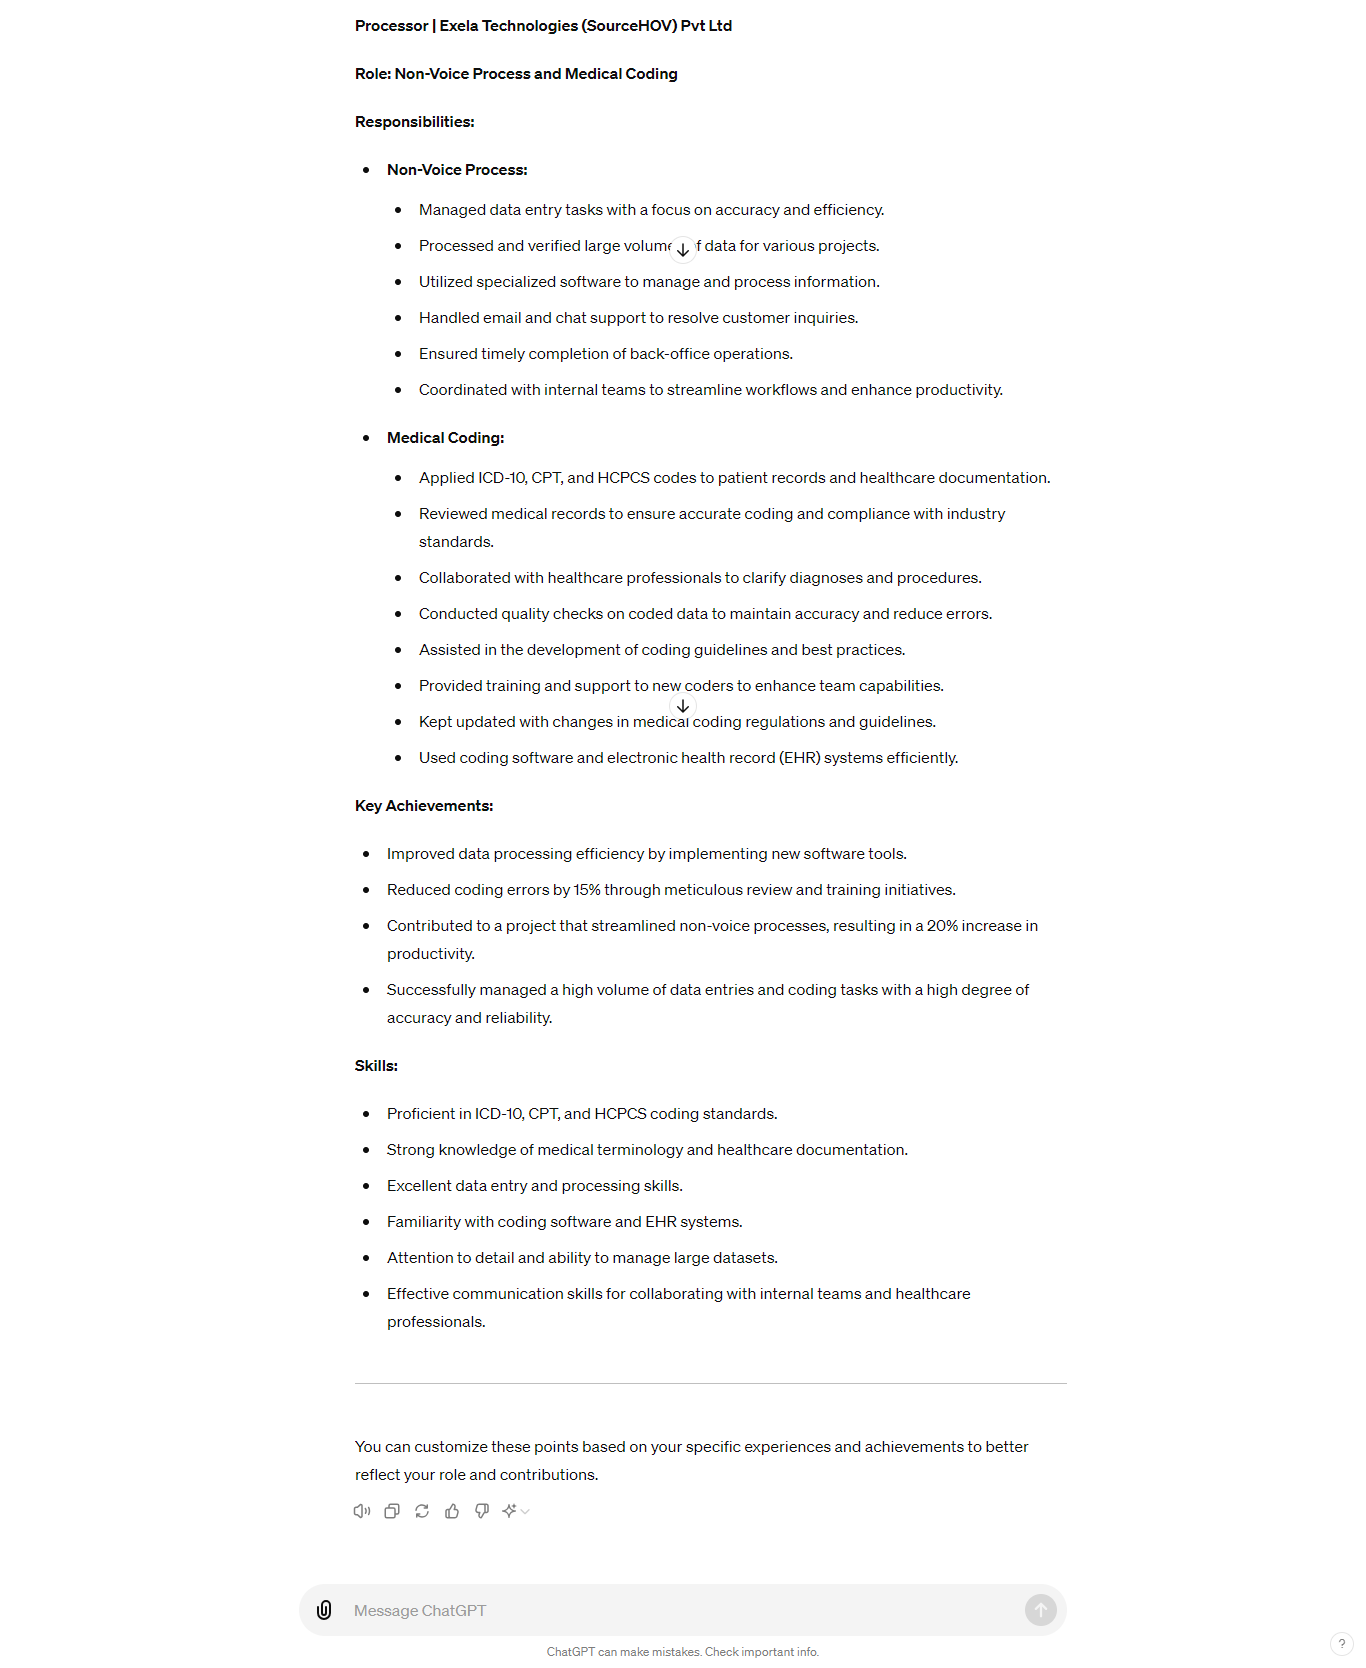 Processor | Exela Technologies (SourceHOV) Pvt Ltd
Role: Non-Voice Process and Medical Coding
Responsibilities:
Non-Voice Process:
Managed data entry tasks with a focus on accuracy and efficiency.
Processed and verified large volume f data for various projects.
Utilized specialized software to manage and process information.
Handled email and chat support to resolve customer inquiries.
Ensured timely completion of back-office operations.
Coordinated with internal teams to streamline workflows and enhance productivity.
Medical Coding:
Applied ICD-10, CPT, and HCPCS codes to patient records and healthcare documentation.
Reviewed medical records to ensure accurate coding and compliance with industry
standards.
Collaborated with healthcare professionals to clarify diagnoses and procedures.
Conducted quality checks on coded data to maintain accuracy and reduce errors.
Assisted in the development of coding guidelines and best practices.
Provided training and support to new coders to enhance team capabilities.
Kept updated with changes in medical coding regulations and guidelines.
Used coding software and electronic health record (EHR) systems efficiently.
Key Achievements:
Improved data processing efficiency by implementing new software tools.
Reduced coding errors by 15% through meticulous review and training initiatives.
Contributed to a project that streamlined non-voice processes, resulting in a 20% increase in
productivity.
Successfully managed a high volume of data entries and coding tasks with a high degree of
accuracy and reliability.
Skills:
Proficient in ICD-10, CPT, and HCPCS coding standards.
Strong knowledge of medical terminology and healthcare documentation.
Excellent data entry and processing skills.
Familiarity with coding software and EHR systems.
Attention to detail and ability to manage large datasets.
Effective communication skills for collaborating with internal teams and healthcare
professionals.
You can customize these points based on your specific experiences and achievements to better
reflect your role and contributions.
Message ChatGPT
ChatGPT can make mistakes. Check important info.
?